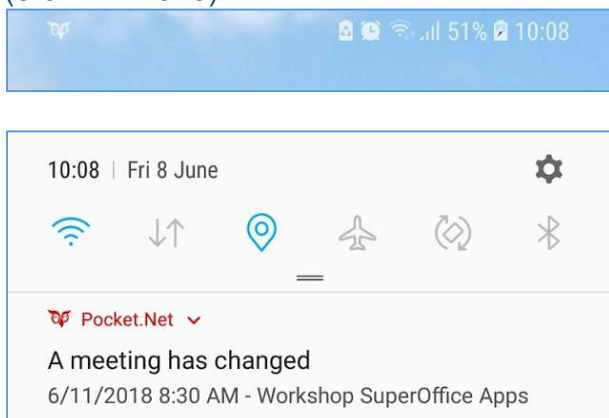 51% 10:08
10:08 | Fri 8 June
Pocket.Net
A meeting has changed
6/11/2018 8:30 AM - Workshop SuperOffice Apps